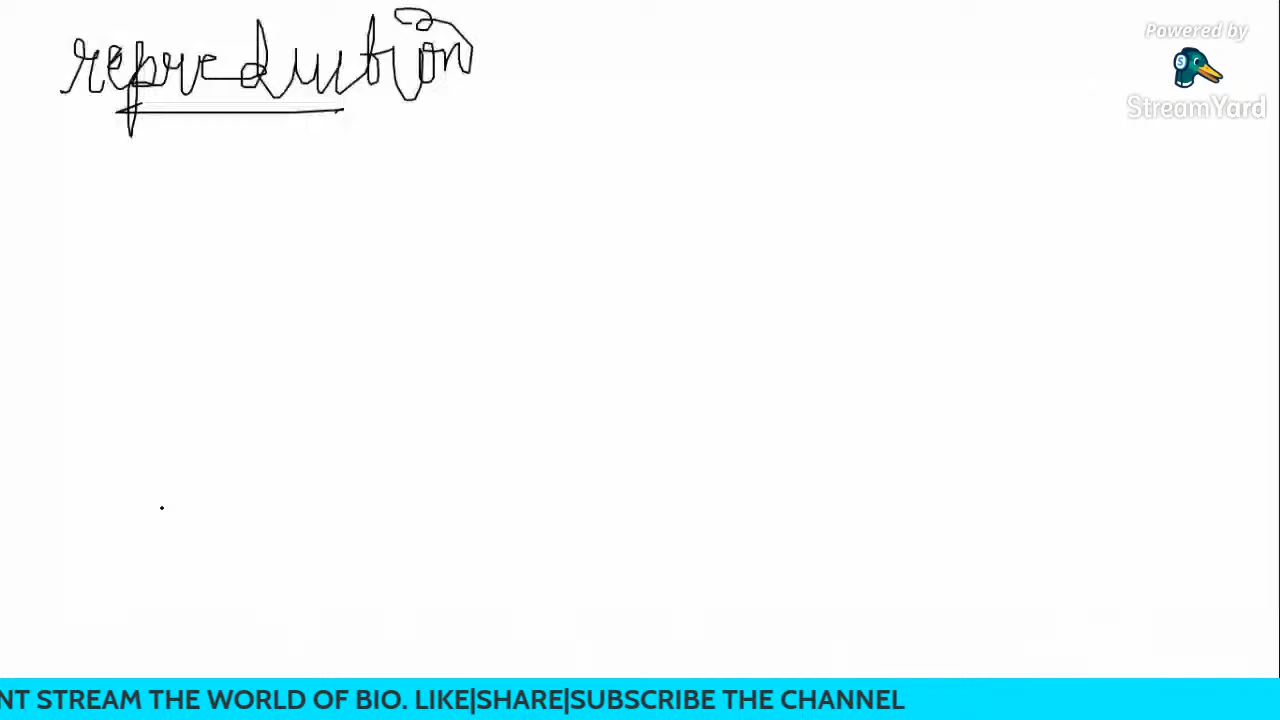 reproduction
Powered by
StreamYard
NT STREAM THE WORLD OF BIO. LIKE|SHARE|SUBSCRIBE THE CHANNEL